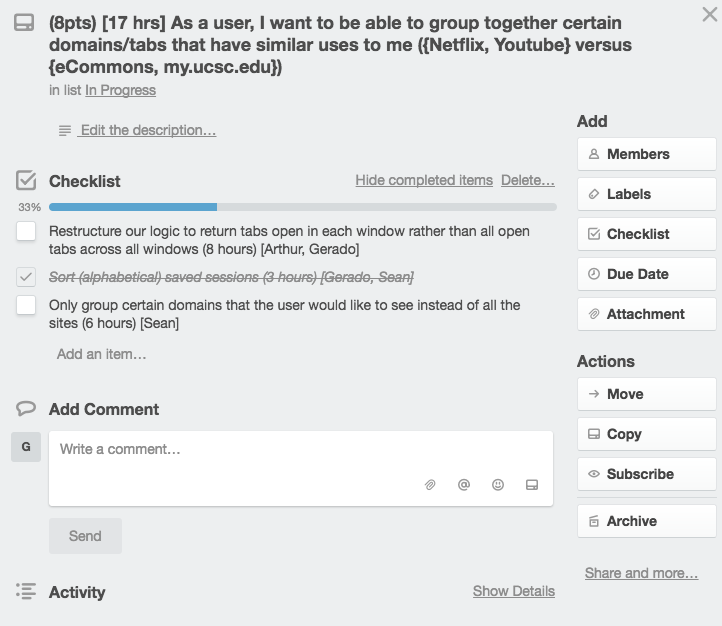 (8pts) [17 hrs] As a user, I want to be able to group together certain
domains/tabs that have similar uses to me ({Netflix, Youtube} versus
{eCommons, my.ucsc.edu})
in list In Progress
Edit the description...
Checklist
Hide completed items Delete...
33%
Restructure our logic to return tabs open in each window rather than all open
tabs across all windows (8 hours) [Arthur, Gerado]
Sort (alphabetical) saved sessions (3 hours) [Gerado, Sean]
Only group certain domains that the user would like to see instead of all the
sites (6 hours) [Sean]
Add an item...
Add Comment
G
Write a comment...
Send
Activity
Show Details
Add
Members
Labels
Checklist
Due Date
Attachment
Actions
Move
Copy
Subscribe
Archive
Share and more...